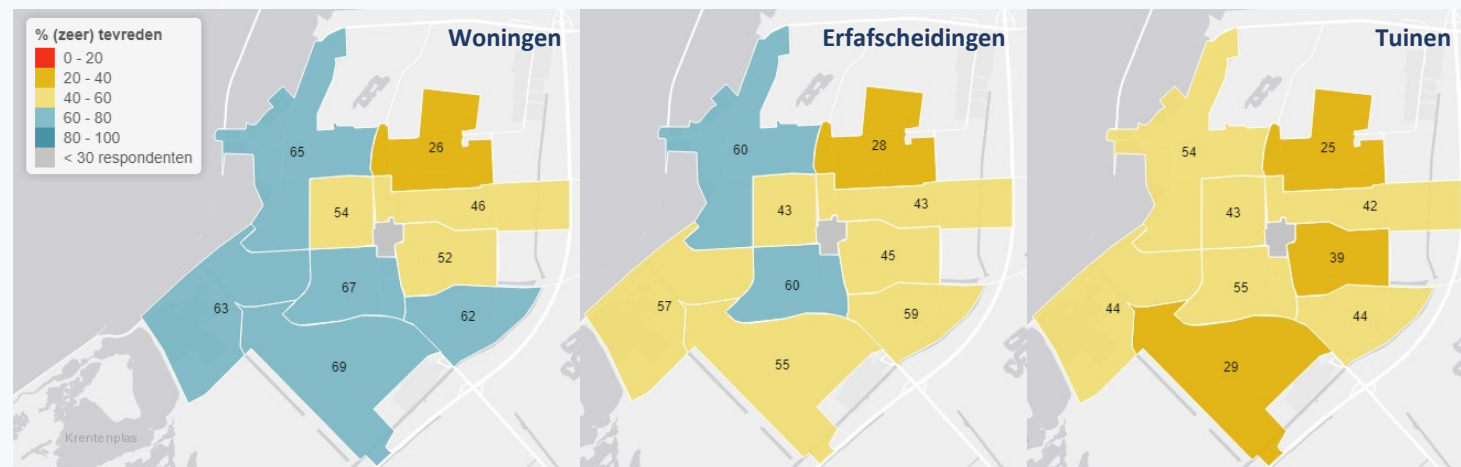 % (zeer) tevreden
0 - 20
20 - 40
40 - 60
60 - 80
80 - 100
< 30 respondenten
Woningen
65
26
54
46
52
63
67
62
69
Krentenplas
Erfafscheidingen
60
28
43
43
45
57
60
59
55
Tuinen
54
25
43
42
39
44
55
44
29